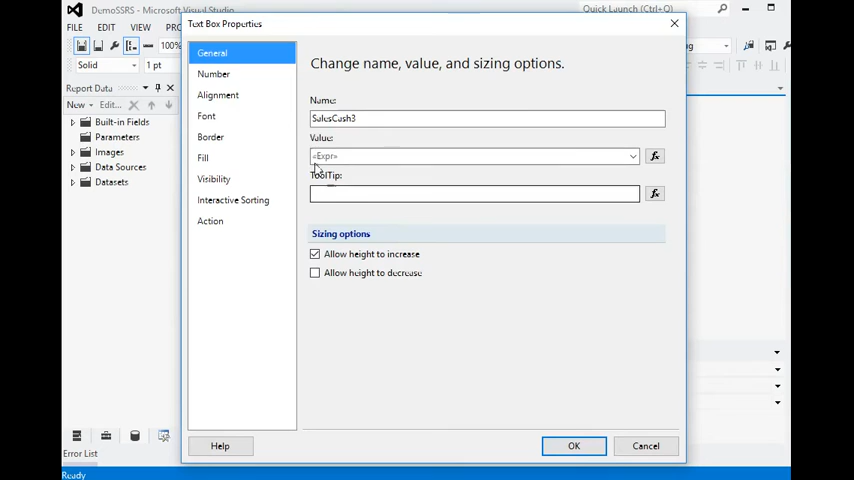 DemoSSRS - Microsoft Visual Studio
Quick Launch (Ctrl+Q)
FILE EDIT VIEW PROJ
100%
Solid
1 pt
Report Data
New Edit...
Built-in Fields
Parameters
Images
Data Sources
Datasets
Error List
Ready
Text Box Properties
General
Number
Alignment
Font
Border
Fill
Visibility
Interactive Sorting
Action
Change name, value, and sizing options.
Name:
SalesCash3
Value:
«Expr»
fx
ToolTip:
fx
Sizing options
Allow height to increase
Allow height to decrease
Help
OK
Cancel